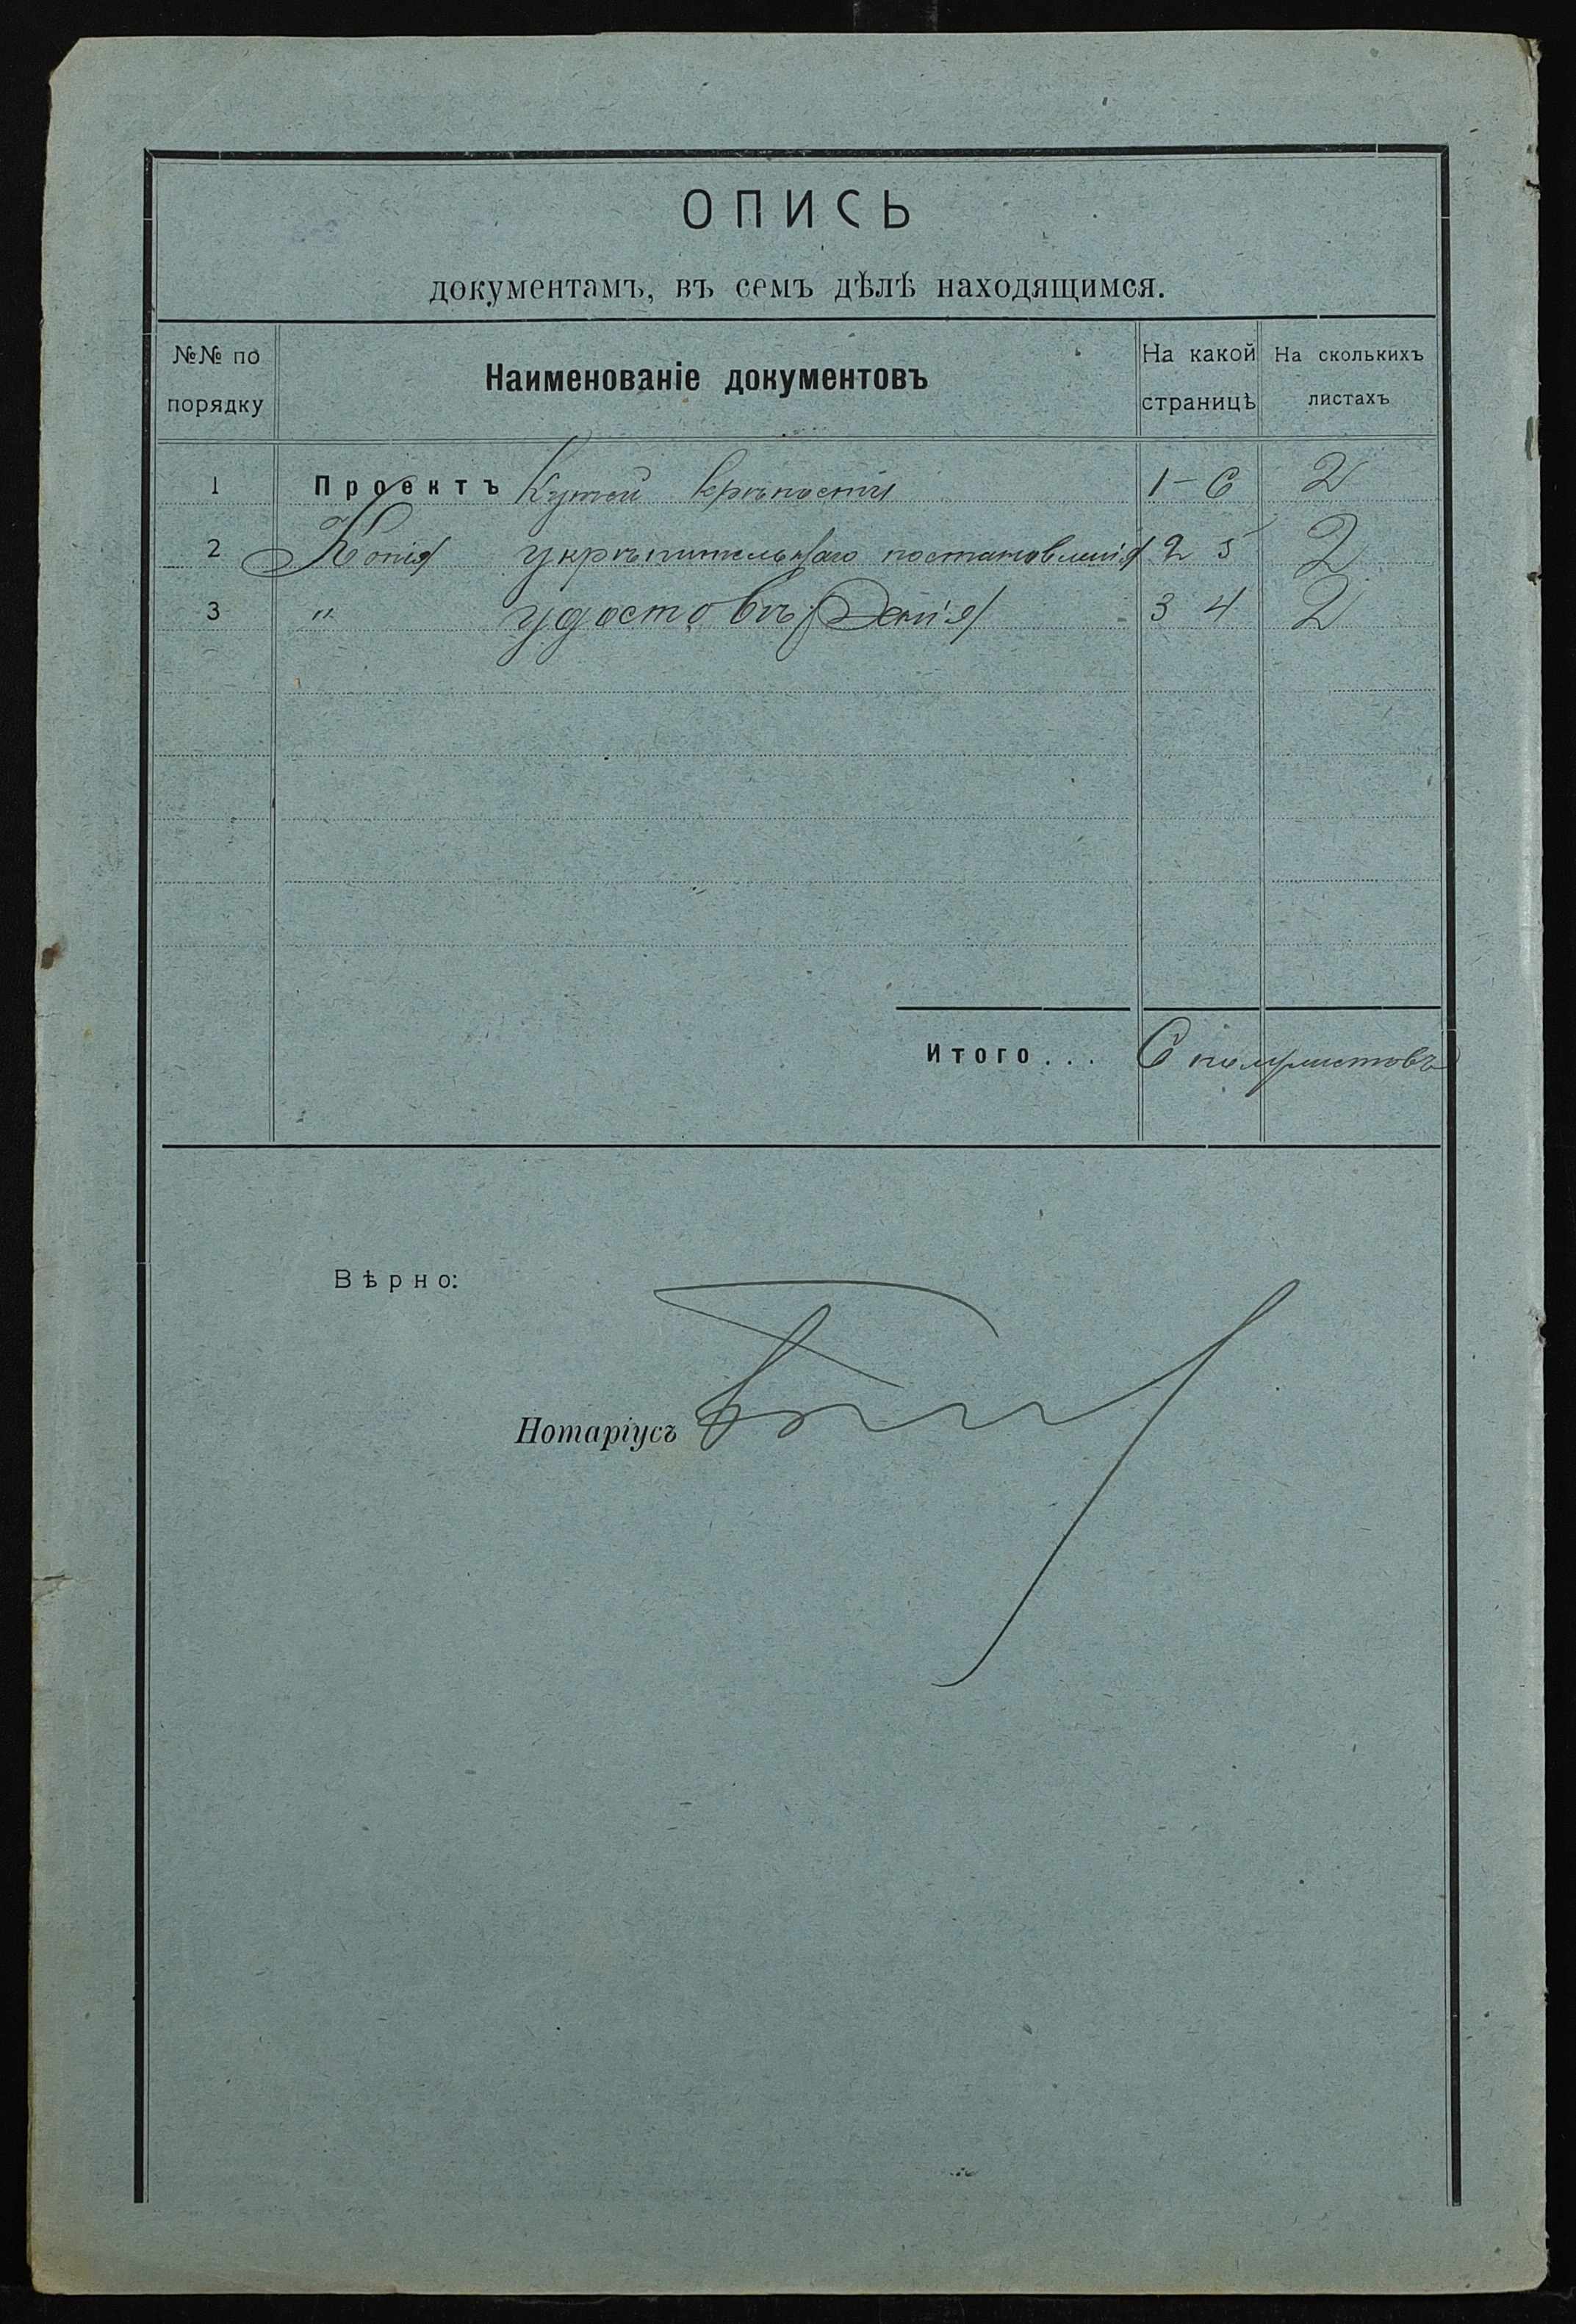 ОПИСЬ
документамъ, въ семъ дѣлѣ находящимся.
№№ по порядку Наименованіе документовъ На какой страницѣ На сколькихъ листахъ
1 Проектъ Купчей крѣпости 1-6 2
2 Копія укрѣпительнаго постановленія 2 5 2
3 " удостовѣренія 3 4 2
Итого... 6 полулистовъ
Вѣрно:
Нотаріусъ